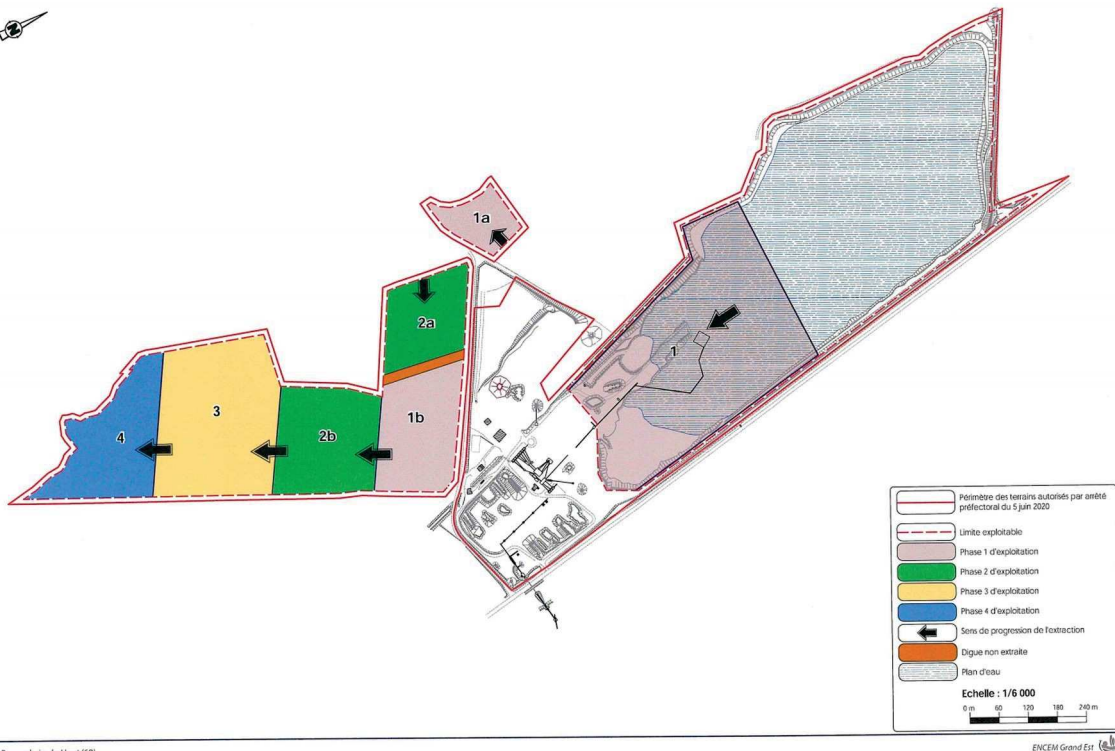 N
1a
2a
1
1b
3
2b
4
Périmètre des terrains autorisés par arrêté
préfectoral du 5 juin 2020
Limite exploitable
Phase 1 d'exploitation
Phase 2 d'exploitation
Phase 3 d'exploitation
Phase 4 d'exploitation
Sens de progression de l'extraction
Digue non extraite
Plan d'eau
Echelle : 1/6 000
0 m 60 120 180 240 m
ENCEM Grand Est